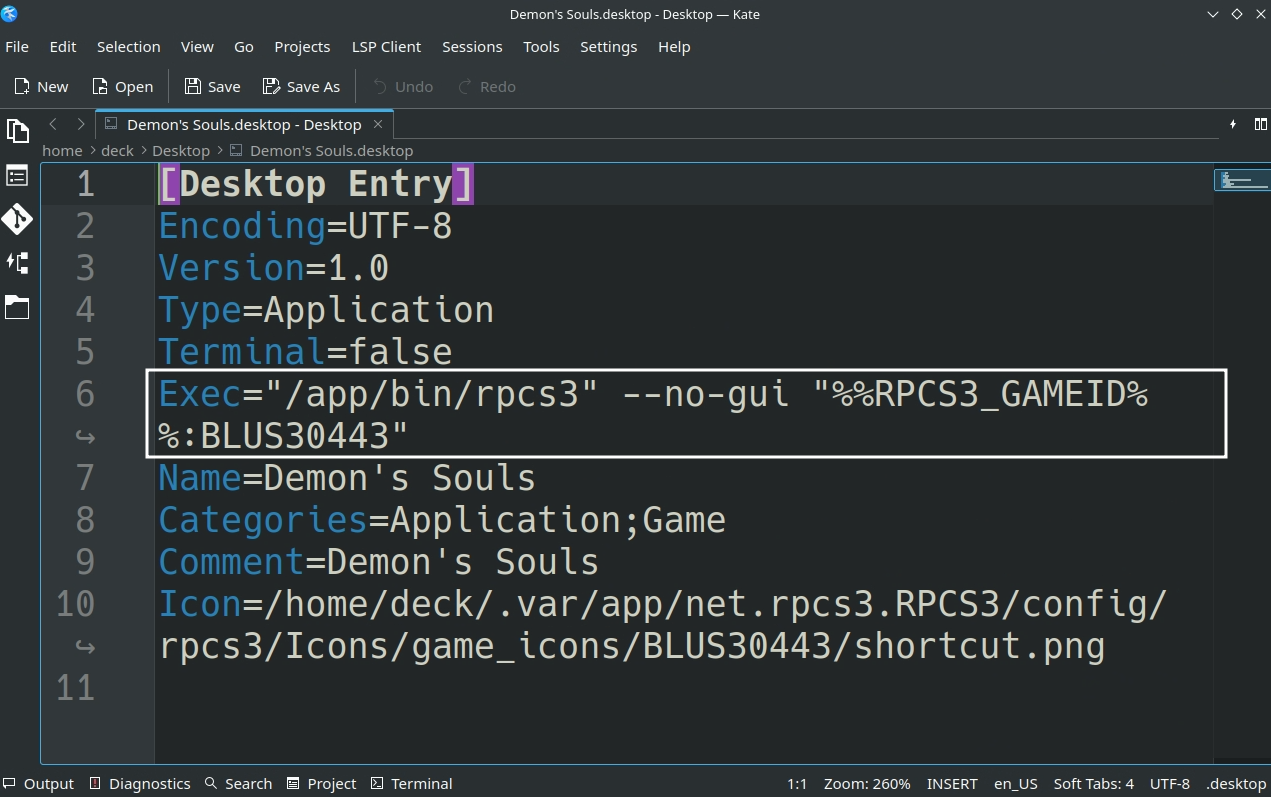 Demon's Souls.desktop - Desktop — Kate
File Edit Selection View Go Projects LSP Client Sessions Tools Settings Help
New Open Save Save As Undo Redo
Demon's Souls.desktop - Desktop
home deck Desktop Demon's Souls.desktop
1 [Desktop Entry]
2 Encoding=UTF-8
3 Version=1.0
4 Type=Application
5 Terminal=false
6 Exec="/app/bin/rpcs3" --no-gui "%%RPCS3_GAMEID%
%:BLUS30443"
7 Name=Demon's Souls
8 Categories=Application;Game
9 Comment=Demon's Souls
10 Icon=/home/deck/.var/app/net.rpcs3.RPCS3/config/
rpcs3/Icons/game_icons/BLUS30443/shortcut.png
11
Output Diagnostics Search Project Terminal 1:1 Zoom: 260% INSERT en_US Soft Tabs: 4 UTF-8 .desktop